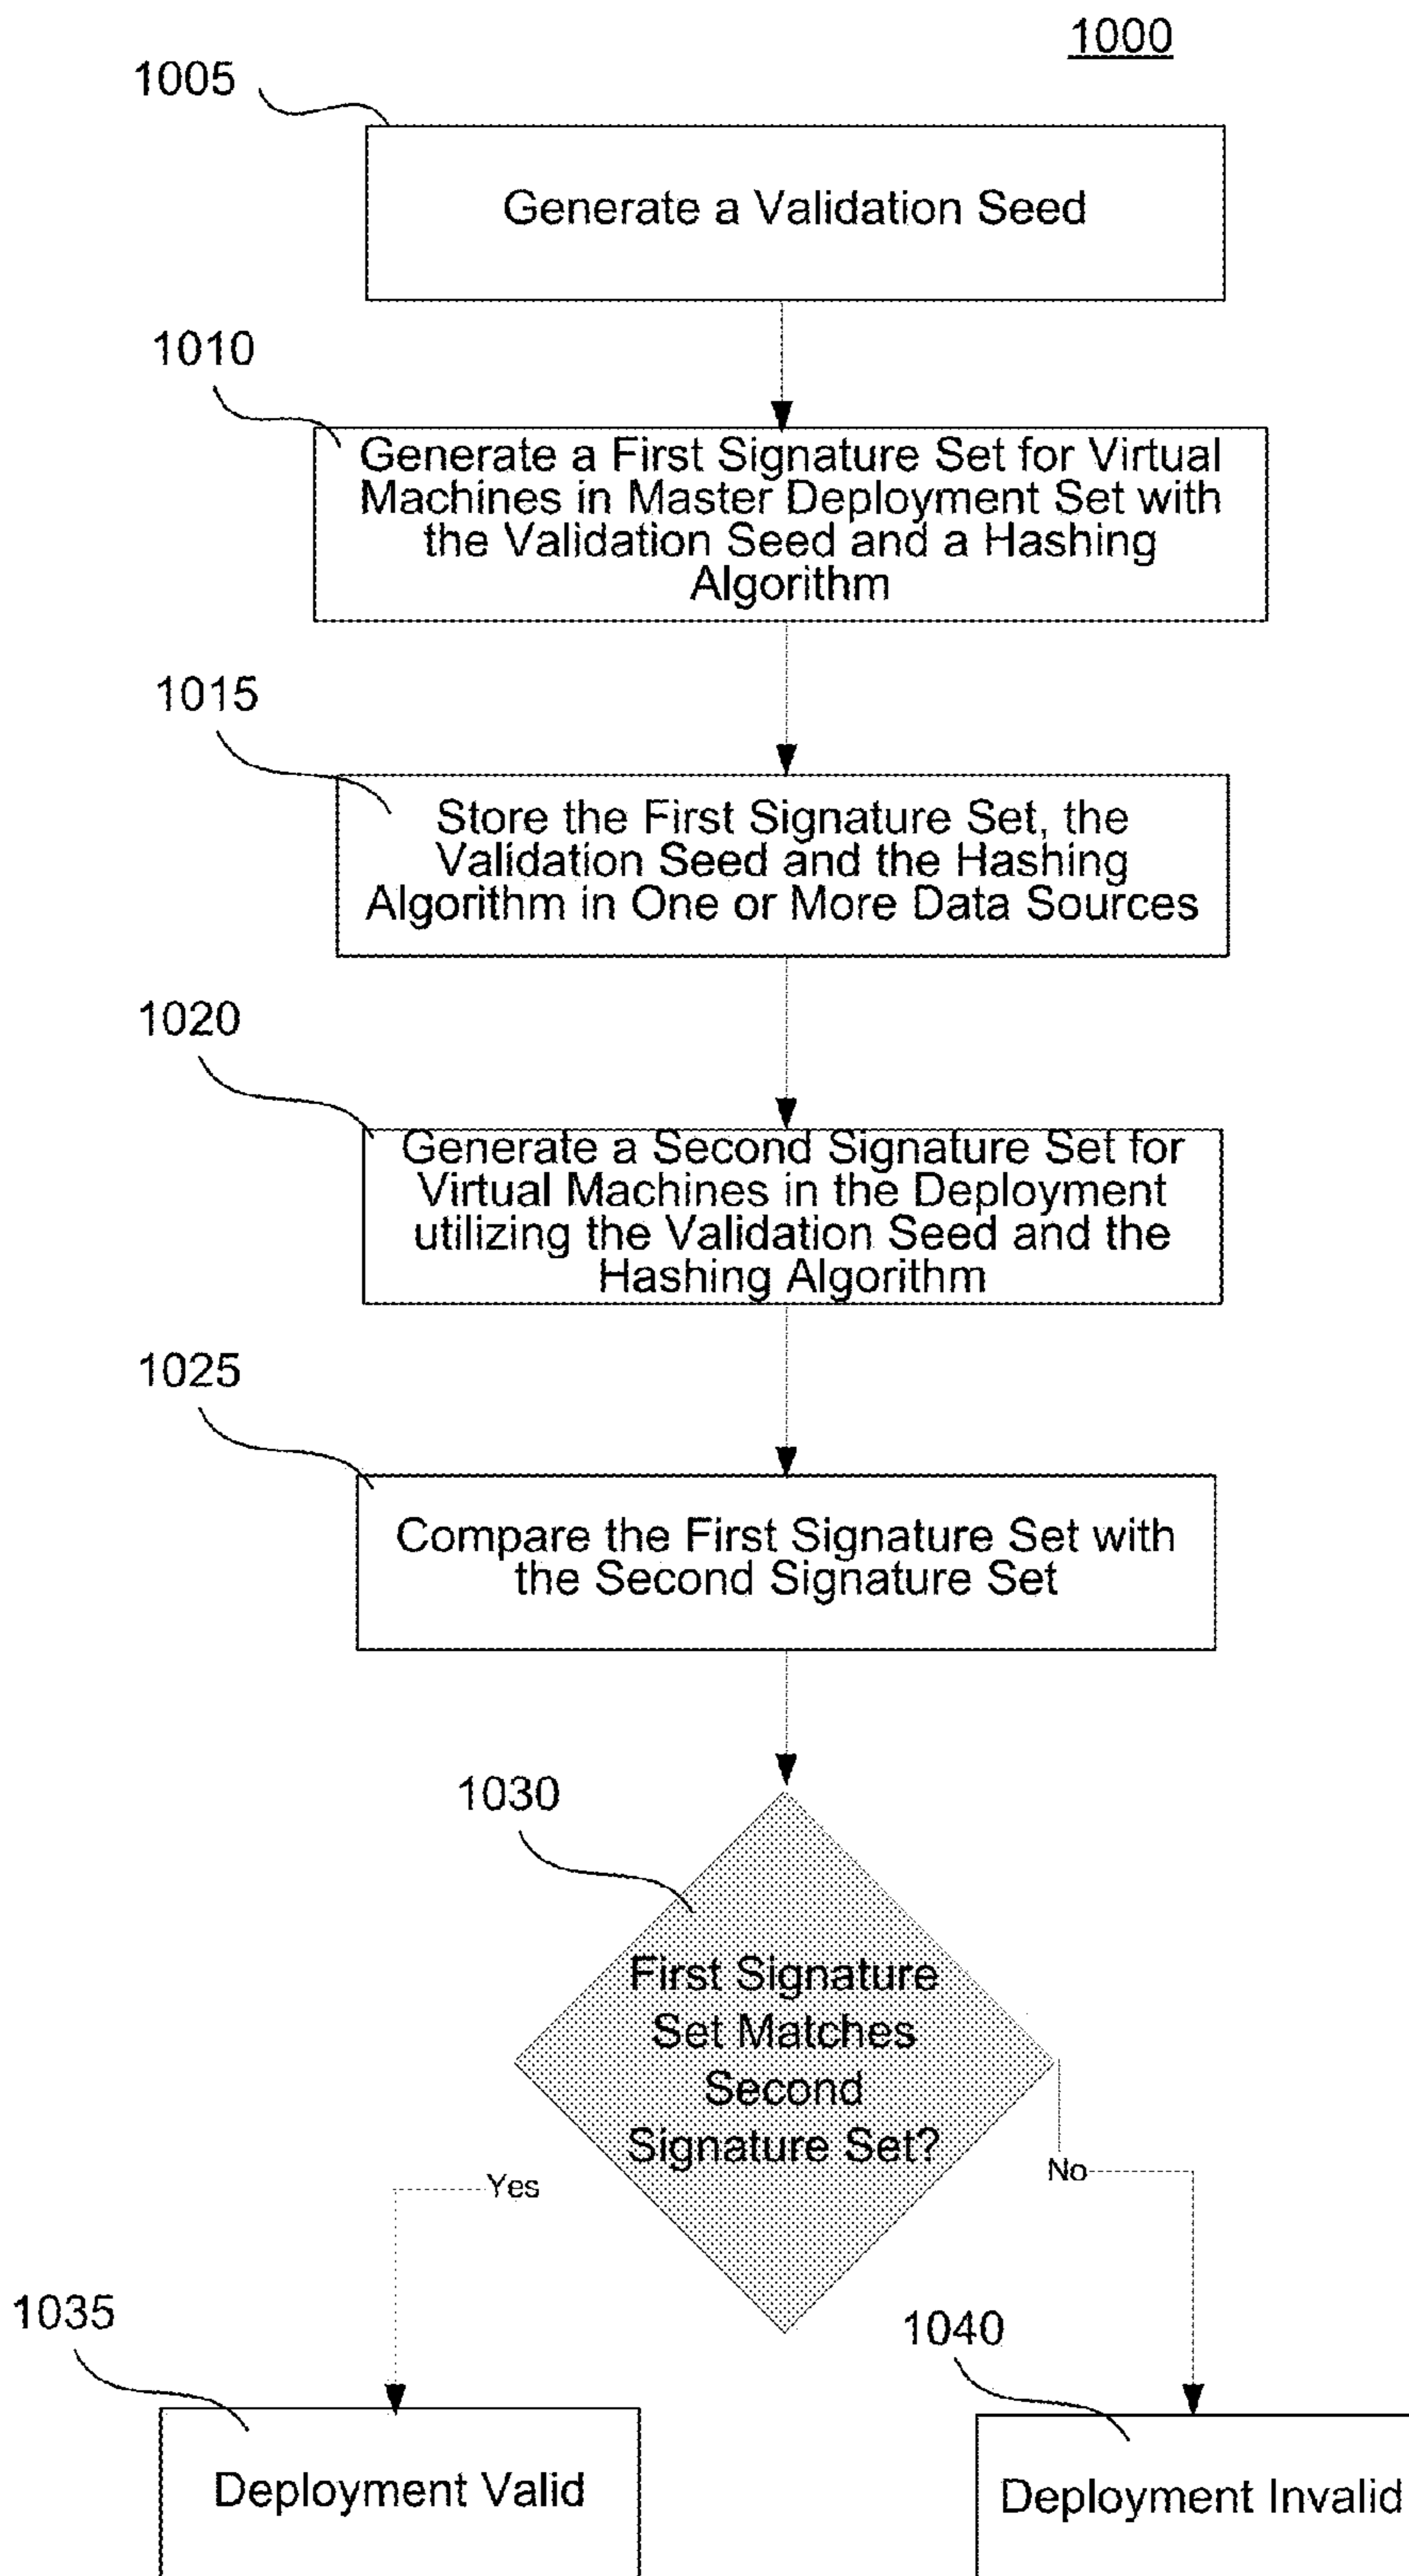 1000
1005
Generate a Validation Seed
1010
Generate a First Signature Set for Virtual
Machines in Master Deployment Set with
the Validation Seed and a Hashing
Algorithm
1015
Store the First Signature Set, the
Validation Seed and the Hashing
Algorithm in One or More Data Sources
1020
Generate a Second Signature Set for
Virtual Machines in the Deployment
utilizing the Validation Seed and the
Hashing Algorithm
1025
Compare the First Signature Set with
the Second Signature Set
1030
First Signature
Set Matches
Second
Signature Set?
Yes
No
1035
Deployment Valid
1040
Deployment Invalid